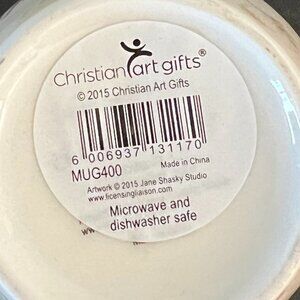 Christian art gifts®
© 2015 Christian Art Gifts
6 006937 131170
MUG400
Made in China
Artwork © 2015 Jane Shasky Studio
www.licensingliaison.com
Microwave and
dishwasher safe